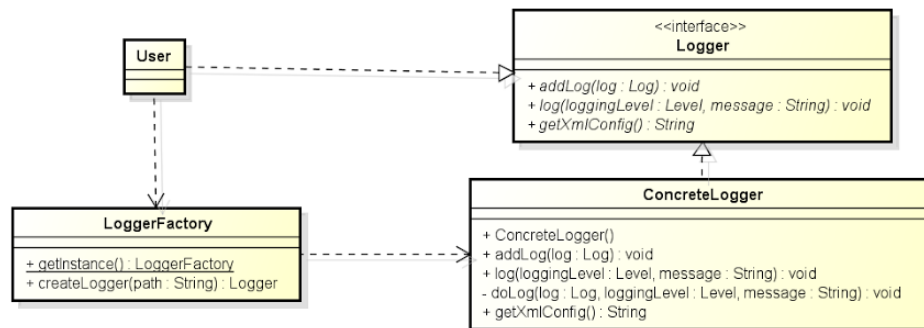 <<interface>>
Logger
+ addLog(log : Log) : void
+ log(loggingLevel : Level, message : String) : void
+ getXmlConfig() : String
User
LoggerFactory
+ getInstance() : LoggerFactory
+ createLogger(path : String) : Logger
ConcreteLogger
+ ConcreteLogger()
+ addLog(log : Log) : void
+ log(loggingLevel : Level, message : String) : void
- doLog(log : Log, loggingLevel : Level, message : String) : void
+ getXmlConfig() : String